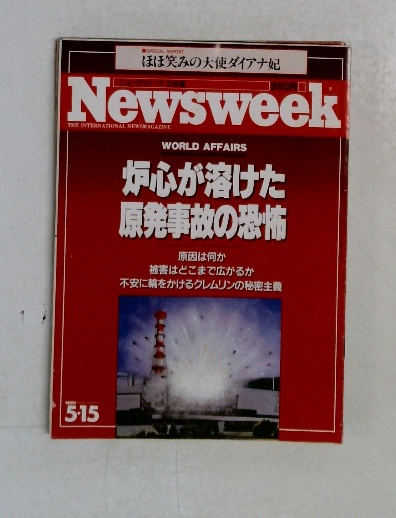 ■SPECIAL REPORT
ほほ笑みの大使ダイアナ妃
Newsweek
THE INTERNATIONAL NEWSMAGAZINE
WORLD AFFAIRS
炉心が溶けた
原発事故の恐怖
原因は何か
被害はどこまで広がるか
不安に輪をかけるクレムリンの秘密主義
5·15